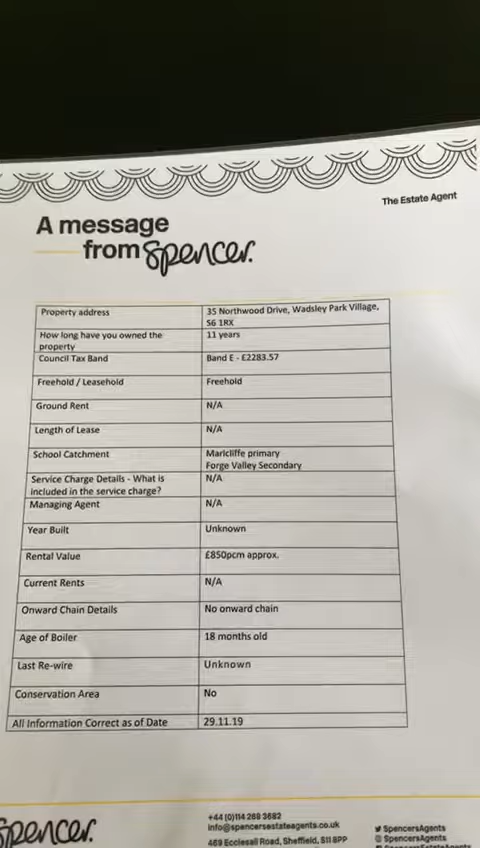 The Estate Agent
A message
from Spencer.
Property address
35 Northwood Drive, Wadsley Park Village,
S6 1RX
How long have you owned the
property
11 years
Council Tax Band
Band E - £2283.57
Freehold / Leasehold
Freehold
Ground Rent
N/A
Length of Lease
N/A
School Catchment
Marlcliffe primary
Forge Valley Secondary
Service Charge Details - What is
included in the service charge?
N/A
Managing Agent
N/A
Year Built
Unknown
Rental Value
£850pcm approx.
Current Rents
N/A
Onward Chain Details
No onward chain
Age of Boiler
18 months old
Last Re-wire
Unknown
Conservation Area
No
All Information Correct as of Date
29.11.19
spencer.
+44 (0)114 268 3682
info@spencersestateagents.co.uk
469 Ecclesall Road, Sheffield, S11 8PP
SpencersAgents
SpencersAgents